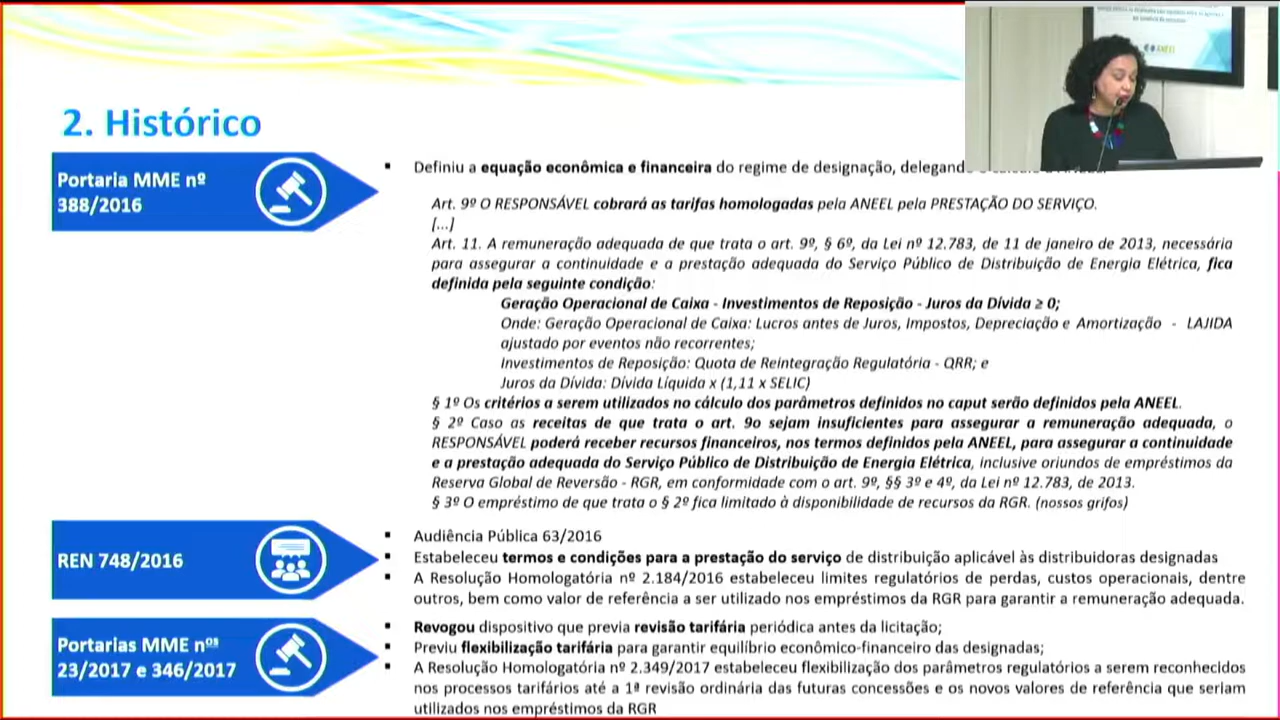 2. Histórico
Portaria MME nº
388/2016
▪ Definiu a equação econômica e financeira do regime de designação,
Art. 9º O RESPONSÁVEL cobrará as tarifas homologadas pela ANEEL pela PRESTAÇÃO DO SERVIÇO.
[...]
Art. 11. A remuneração adequada de que trata o art. 9º, § 6º, da Lei nº 12.783, de 11 de janeiro de 2013, necessária
para assegurar a continuidade e a prestação adequada do Serviço Público de Distribuição de Energia Elétrica, fica
definida pela seguinte condição:
Geração Operacional de Caixa - Investimentos de Reposição - Juros da Dívida ≥ 0;
Onde: Geração Operacional de Caixa: Lucros antes de Juros, Impostos, Depreciação e Amortização - LAJIDA
ajustado por eventos não recorrentes;
Investimentos de Reposição: Quota de Reintegração Regulatória - QRR; e
Juros da Dívida: Dívida Líquida x (1,11 x SELIC)
§ 1º Os critérios a serem utilizados no cálculo dos parâmetros definidos no caput serão definidos pela ANEEL.
§ 2º Caso as receitas de que trata o art. 9o sejam insuficientes para assegurar a remuneração adequada, o
RESPONSÁVEL poderá receber recursos financeiros, nos termos definidos pela ANEEL, para assegurar a continuidade
e a prestação adequada do Serviço Público de Distribuição de Energia Elétrica, inclusive oriundos de empréstimos da
Reserva Global de Reversão - RGR, em conformidade com o art. 9º, §§ 3º e 4º, da Lei nº 12.783, de 2013.
§ 3º O empréstimo de que trata o § 2º fica limitado à disponibilidade de recursos da RGR. (nossos grifos)
REN 748/2016
▪ Audiência Pública 63/2016
▪ Estabeleceu termos e condições para a prestação do serviço de distribuição aplicável às distribuidoras designadas
▪ A Resolução Homologatória nº 2.184/2016 estabeleceu limites regulatórios de perdas, custos operacionais, dentre
outros, bem como valor de referência a ser utilizado nos empréstimos da RGR para garantir a remuneração adequada.
Portarias MME nºs
23/2017 e 346/2017
▪ Revogou dispositivo que previa revisão tarifária periódica antes da licitação;
▪ Previu flexibilização tarifária para garantir equilíbrio econômico-financeiro das designadas;
▪ A Resolução Homologatória nº 2.349/2017 estabeleceu flexibilização dos parâmetros regulatórios a serem reconhecidos
nos processos tarifários até a 1ª revisão ordinária das futuras concessões e os novos valores de referência que seriam
utilizados nos empréstimos da RGR